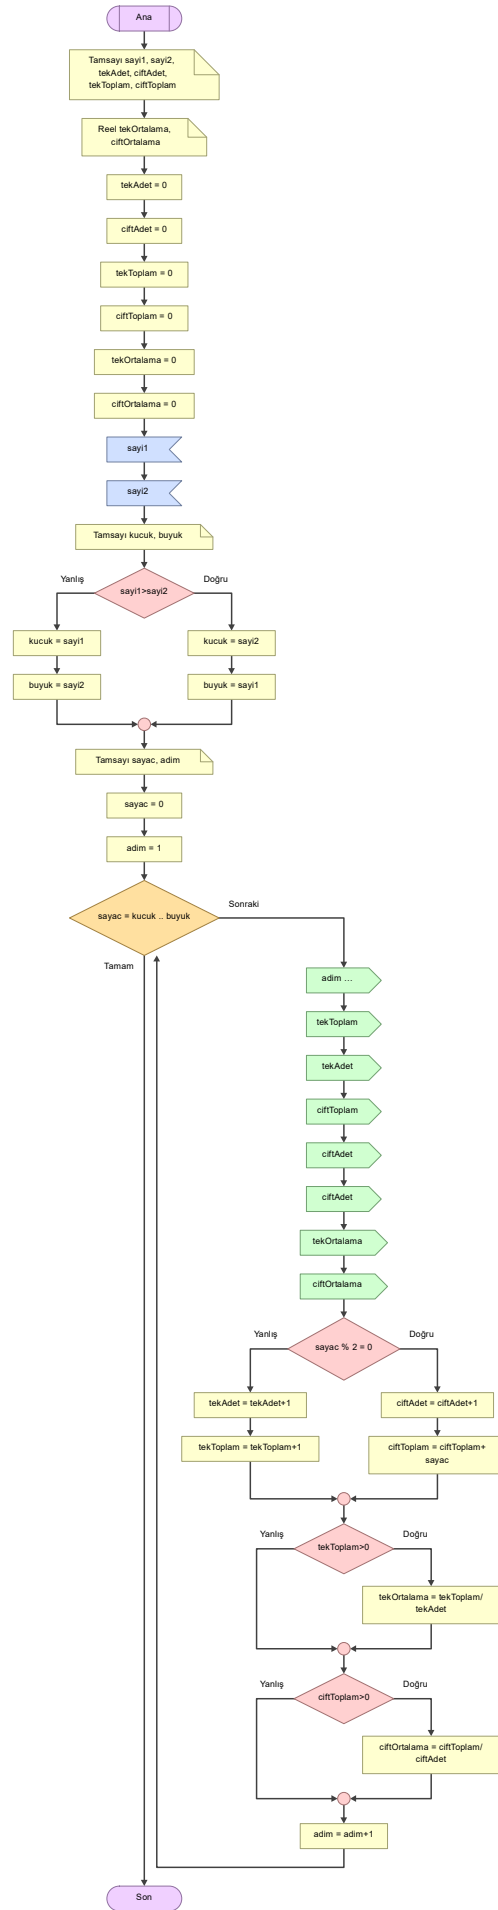 Ana
Tamsayı sayi1, sayi2,
tekAdet, ciftAdet,
tekToplam, ciftToplam
Reel tekOrtalama,
ciftOrtalama
tekAdet = 0
ciftAdet = 0
tekToplam = 0
ciftToplam = 0
tekOrtalama = 0
ciftOrtalama = 0
sayi1
sayi2
Tamsayı kucuk, buyuk
Yanlış
sayi1>sayi2
Doğru
kucuk = sayi1
kucuk = sayi2
buyuk = sayi2
buyuk = sayi1
Tamsayı sayac, adim
sayac = 0
adim = 1
sayac = kucuk .. buyuk
Sonraki
Tamam
adim ...
tekToplam
tekAdet
ciftToplam
ciftAdet
ciftAdet
tekOrtalama
ciftOrtalama
Yanlış
sayac % 2 = 0
Doğru
tekAdet = tekAdet+1
ciftAdet = ciftAdet+1
tekToplam = tekToplam+1
ciftToplam = ciftToplam+
sayac
Yanlış
tekToplam>0
Doğru
tekOrtalama = tekToplam/
tekAdet
Yanlış
ciftToplam>0
Doğru
ciftOrtalama = ciftToplam/
ciftAdet
adim = adim+1
Son